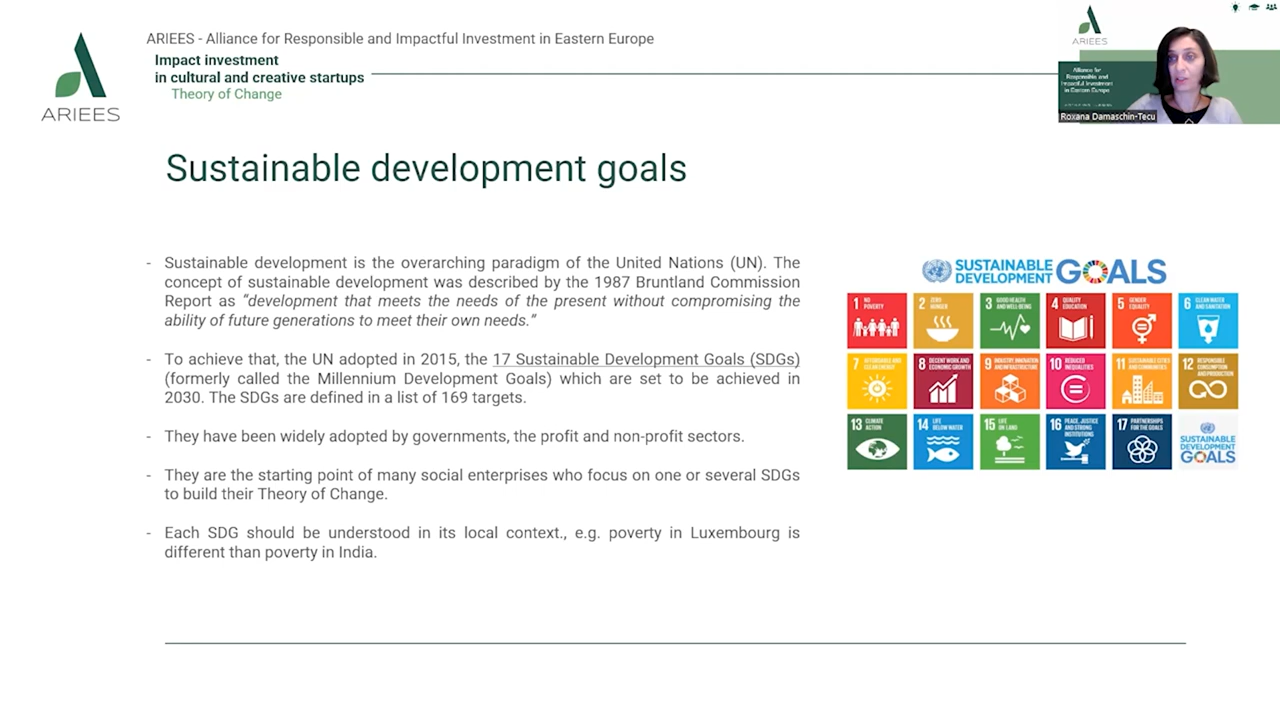 ARIEES - Alliance for Responsible and Impactful Investment in Eastern Europe
Impact investment
in cultural and creative startups
Theory of Change
ARIEES
ARIEES
Alliance for
Responsible and
Impactful Investment
in Eastern Europe
Roxana Damaschin-Tecu
Sustainable development goals
- Sustainable development is the overarching paradigm of the United Nations (UN). The
concept of sustainable development was described by the 1987 Bruntland Commission
Report as “development that meets the needs of the present without compromising the
ability of future generations to meet their own needs.”
- To achieve that, the UN adopted in 2015, the 17 Sustainable Development Goals (SDGs)
(formerly called the Millennium Development Goals) which are set to be achieved in
2030. The SDGs are defined in a list of 169 targets.
- They have been widely adopted by governments, the profit and non-profit sectors.
- They are the starting point of many social enterprises who focus on one or several SDGs
to build their Theory of Change.
- Each SDG should be understood in its local context., e.g. poverty in Luxembourg is
different than poverty in India.
SUSTAINABLE
DEVELOPMENT GOALS
1 NO
POVERTY
2 ZERO
HUNGER
3 GOOD HEALTH
AND WELL-BEING
4 QUALITY
EDUCATION
5 GENDER
EQUALITY
6 CLEAN WATER
AND SANITATION
7 AFFORDABLE AND
CLEAN ENERGY
8 DECENT WORK AND
ECONOMIC GROWTH
9 INDUSTRY, INNOVATION
AND INFRASTRUCTURE
10 REDUCED
INEQUALITIES
11 SUSTAINABLE CITIES
AND COMMUNITIES
12 RESPONSIBLE
CONSUMPTION
AND PRODUCTION
13 CLIMATE
ACTION
14 LIFE
BELOW WATER
15 LIFE
ON LAND
16 PEACE, JUSTICE
AND STRONG
INSTITUTIONS
17 PARTNERSHIPS
FOR THE GOALS
SUSTAINABLE
DEVELOPMENT
GOALS